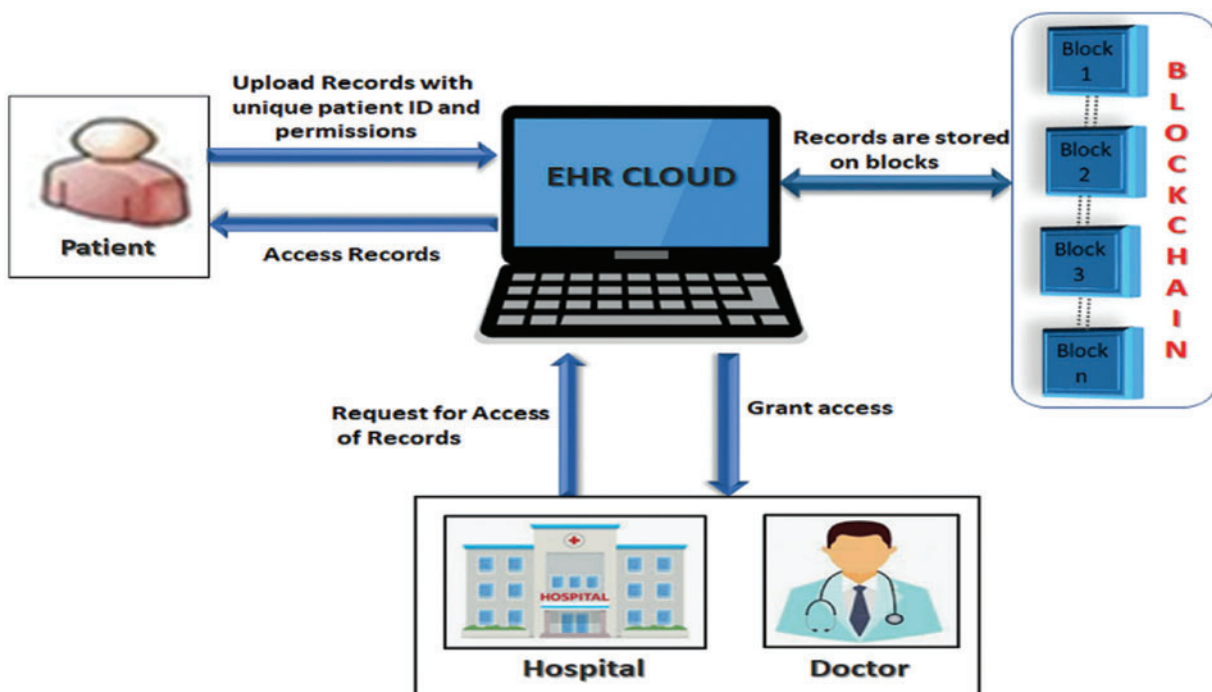 Upload Records with
unique patient ID and
permissions
Patient
Access Records
EHR CLOUD
Records are stored
on blocks
Block
1
Block
2
Block
3
Block
n
BLOCKCHAIN
Request for Access
of Records
Grant access
HOSPITAL
Hospital
Doctor